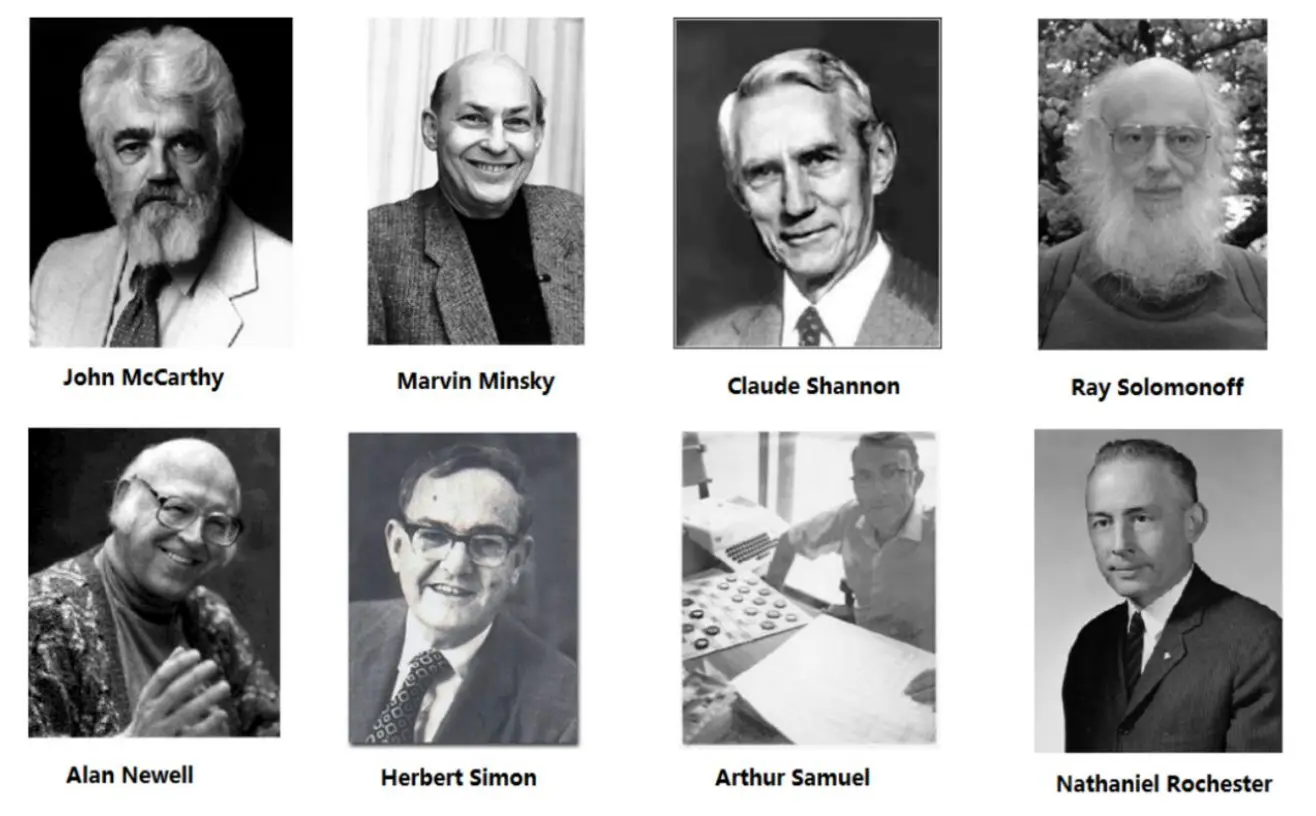 John McCarthy
Marvin Minsky
Claude Shannon
Ray Solomonoff
Alan Newell
Herbert Simon
Arthur Samuel
Nathaniel Rochester